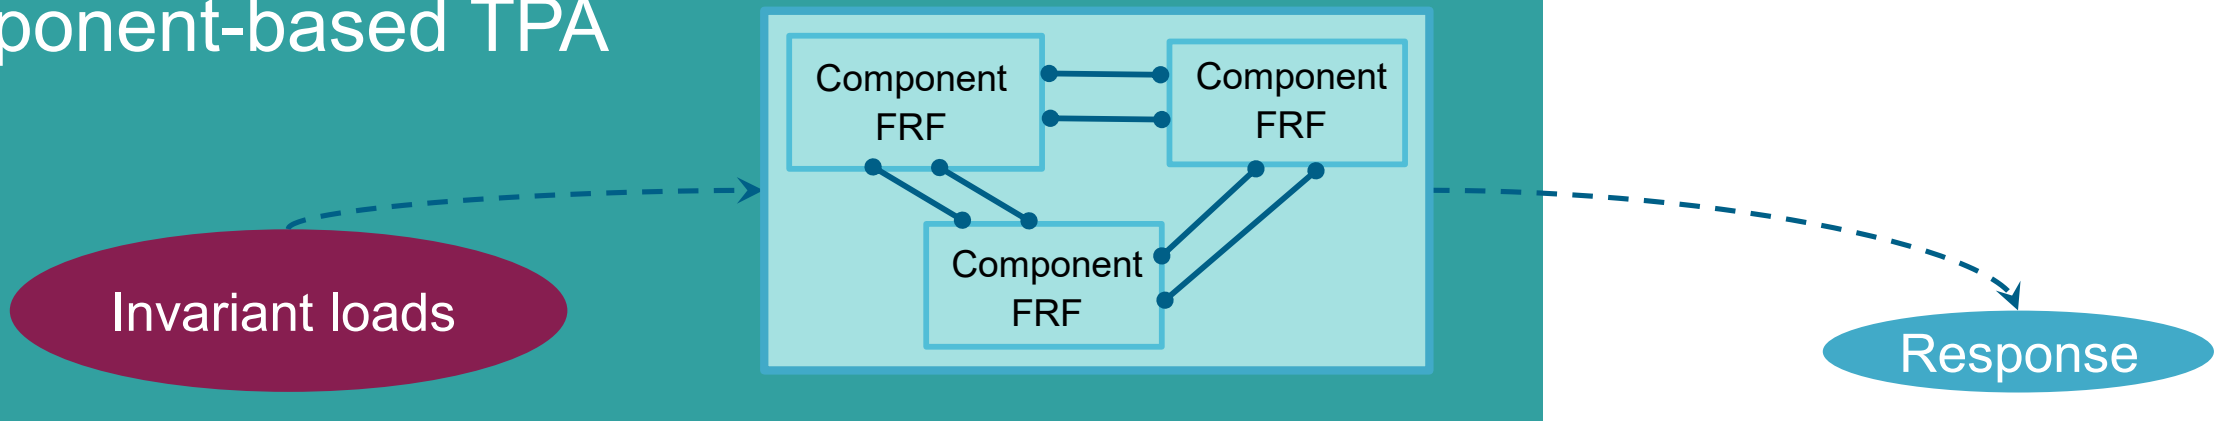 ponent-based TPA
Component
FRF
Component
FRF
Component
FRF
Invariant loads
Response